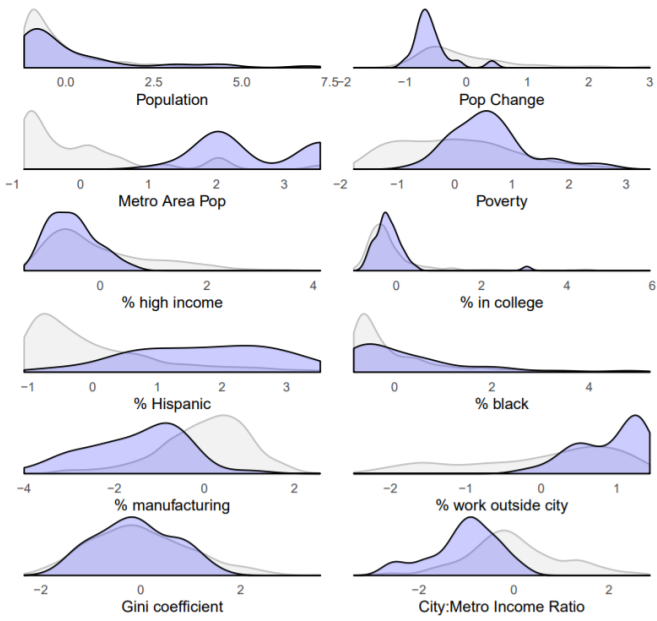 0.0 2.5 5.0 7.5 −2 −1 0 1 2 3
Population Pop Change
−1 0 1 2 3 −2 −1 0 1 2 3
Metro Area Pop Poverty
0 2 4 0 2 4 6
% high income % in college
−1 0 1 2 3 0 2 4
% Hispanic % black
−4 −2 0 2 −2 −1 0 1
% manufacturing % work outside city
−2 0 2 −2 0 2
Gini coefficient City:Metro Income Ratio